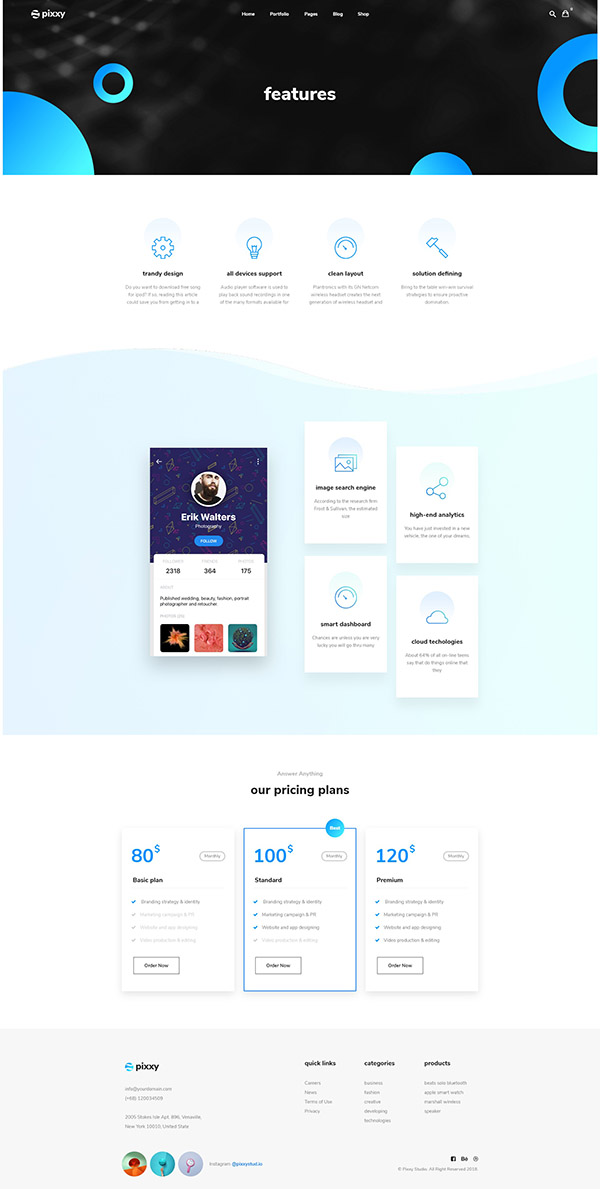 pixxy
Home Portfolio Pages Blog Shop
features
trandy design
Do you want to download free song
for ipod? If so, reading this article
could save you from getting in to a
all devices support
Audio player software is used to
play back sound recordings in one
of the many formats available for
clean layout
Plantronics with its GN Netcom
wireless headset creates the next
generation of wireless headset and
solution defining
Bring to the table win-win survival
strategies to ensure proactive
domination.
Erik Walters
Photography
FOLLOW
2318 364 175
ABOUT
Published wedding, beauty, fashion, portrait
photographer and retoucher
image search engine
According to the research firm
Frost & Sullivan, the estimated
size
high-end analytics
You have just invested in a new
vehicle, the one of your dreams.
smart dashboard
Chances are unless you are very
lucky you will go thru many
cloud techologies
About 64% of all on-line teens
say that do things online that
they
Answer Anything
our pricing plans
80$
Monthly
Basic plan
Branding strategy & identity
Marketing campaign & PR
Website and app designing
Video production & editing
Order Now
Best
100$
Monthly
Standard
Branding strategy & identity
Marketing campaign & PR
Website and app designing
Video production & editing
Order Now
120$
Monthly
Premium
Branding strategy & identity
Marketing campaign & PR
Website and app designing
Video production & editing
Order Now
pixxy
info@yourdomain.com
(+68) 120034509
New York 10010, United State
quick links
Careers
News
Terms of Use
Privacy
categories
business
fashion
creative
developing
technologies
products
beats solo bluetooth
apple smart watch
marshall wireless
speaker
Instagram
© Pixxy Studio. All Right Reserved 2018.